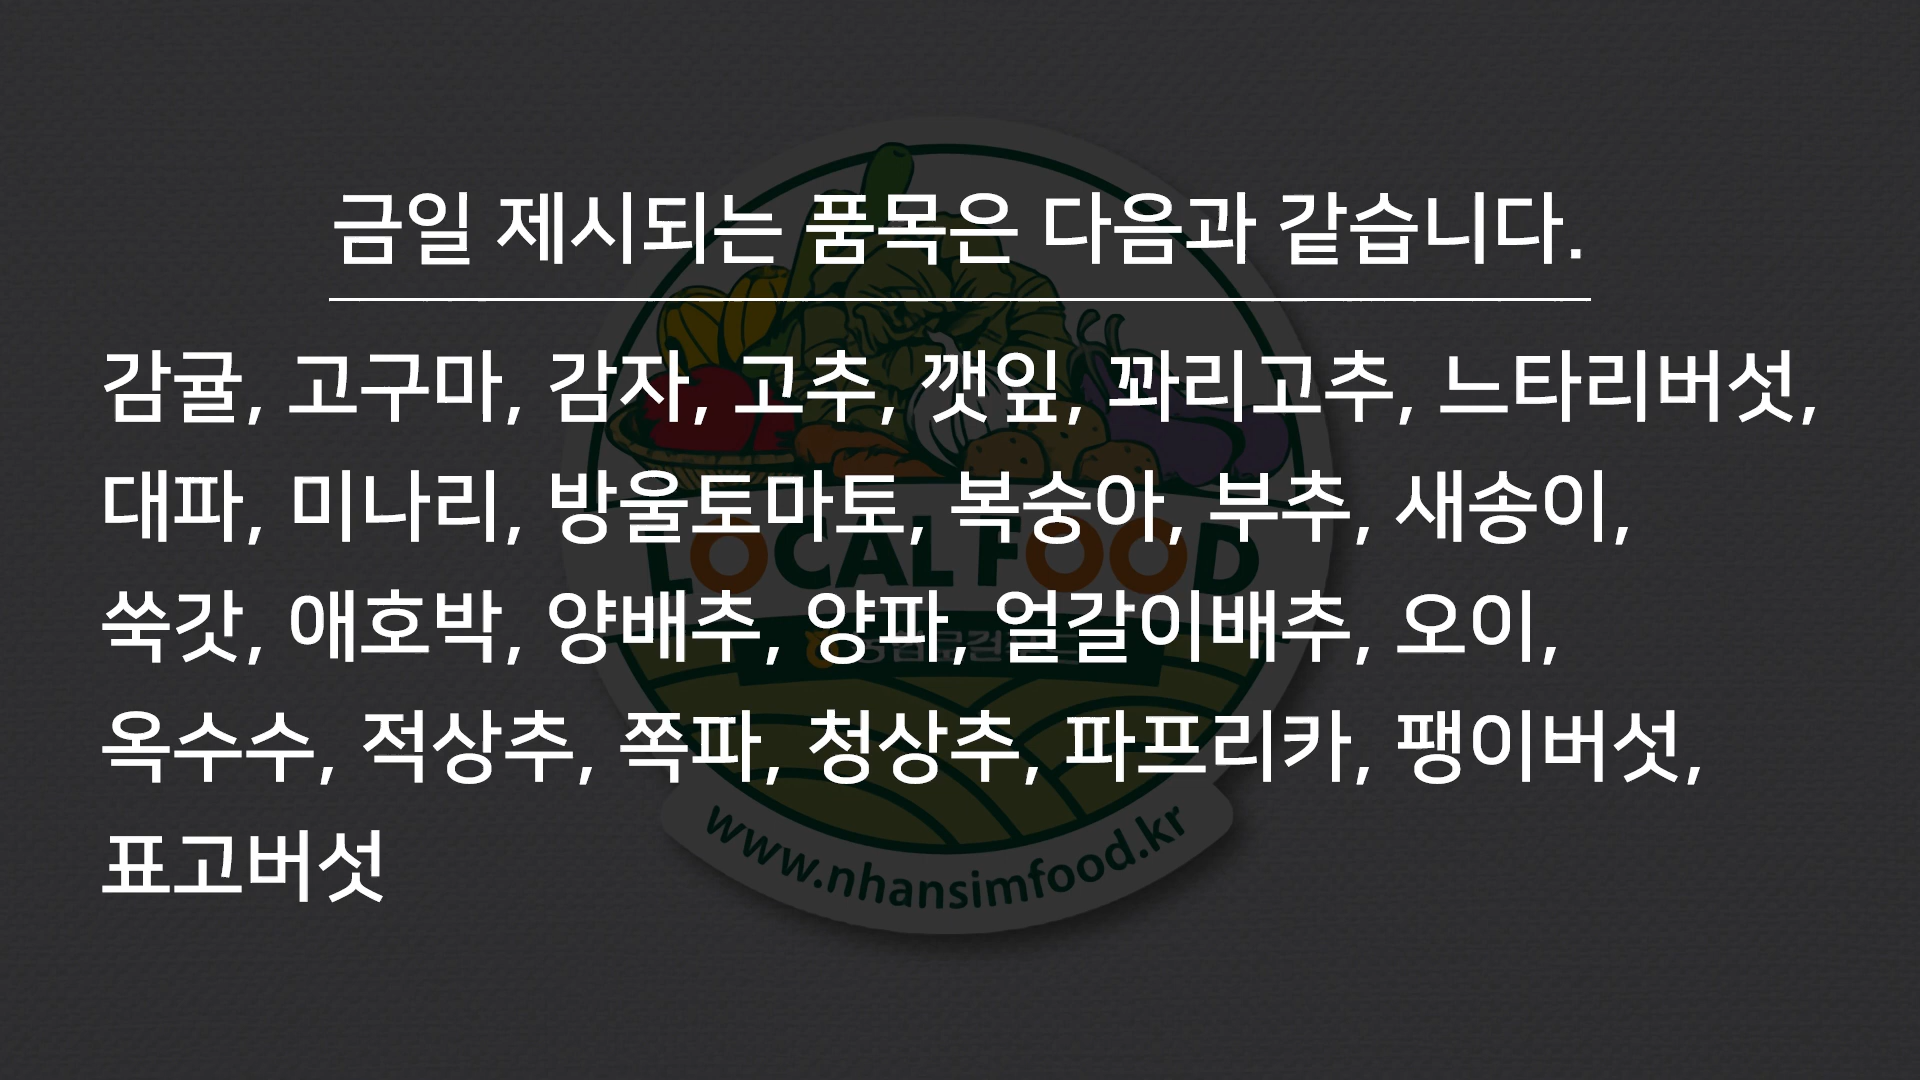 금일 제시되는 품목은 다음과 같습니다.
감귤, 고구마, 감자, 고추, 깻잎, 꽈리고추, 느타리버섯,
대파, 미나리, 방울토마토, 복숭아, 부추, 새송이,
LOCAL FOOD
쑥갓, 애호박, 양배추, 양파, 얼갈이배추, 오이,
옥수수, 적상추, 쪽파, 청상추, 파프리카, 팽이버섯,
표고버섯
www.nhansimfood.kr